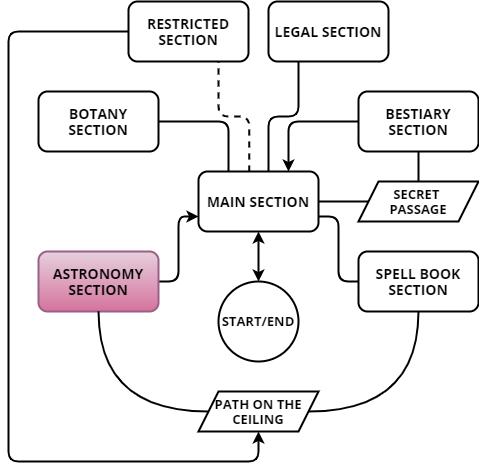 RESTRICTED
SECTION
LEGAL SECTION
BOTANY
SECTION
BESTIARY
SECTION
MAIN SECTION
SECRET
PASSAGE
ASTRONOMY
SECTION
SPELL BOOK
SECTION
START/END
PATH ON THE
CEILING